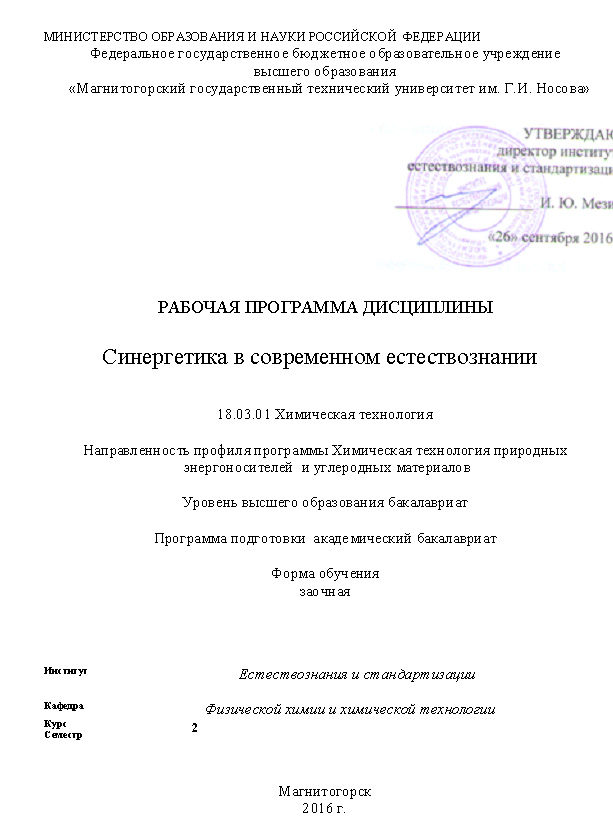 МИНИСТЕРСТВО ОБРАЗОВАНИЯ И НАУКИ РОССИЙСКОЙ ФЕДЕРАЦИИ
Федеральное государственное бюджетное образовательное учреждение
высшего образования
«Магнитогорский государственный технический университет им. Г.И. Носова»
УТВЕРЖДАЮ
директор институт
естествознания и стандартизаци
И. Ю. Мези
«26» сентября 2016
РАБОЧАЯ ПРОГРАММА ДИСЦИПЛИНЫ
Синергетика в современном естествознании
18.03.01 Химическая технология
Направленность профиля программы Химическая технология природных
энергоносителей и углеродных материалов
Уровень высшего образования бакалавриат
Программа подготовки академический бакалавриат
Форма обучения
заочная
Институт Естествознания и стандартизации
Кафедра Физической химии и химической технологии
Курс 2
Семестр
Магнитогорск
2016 г.